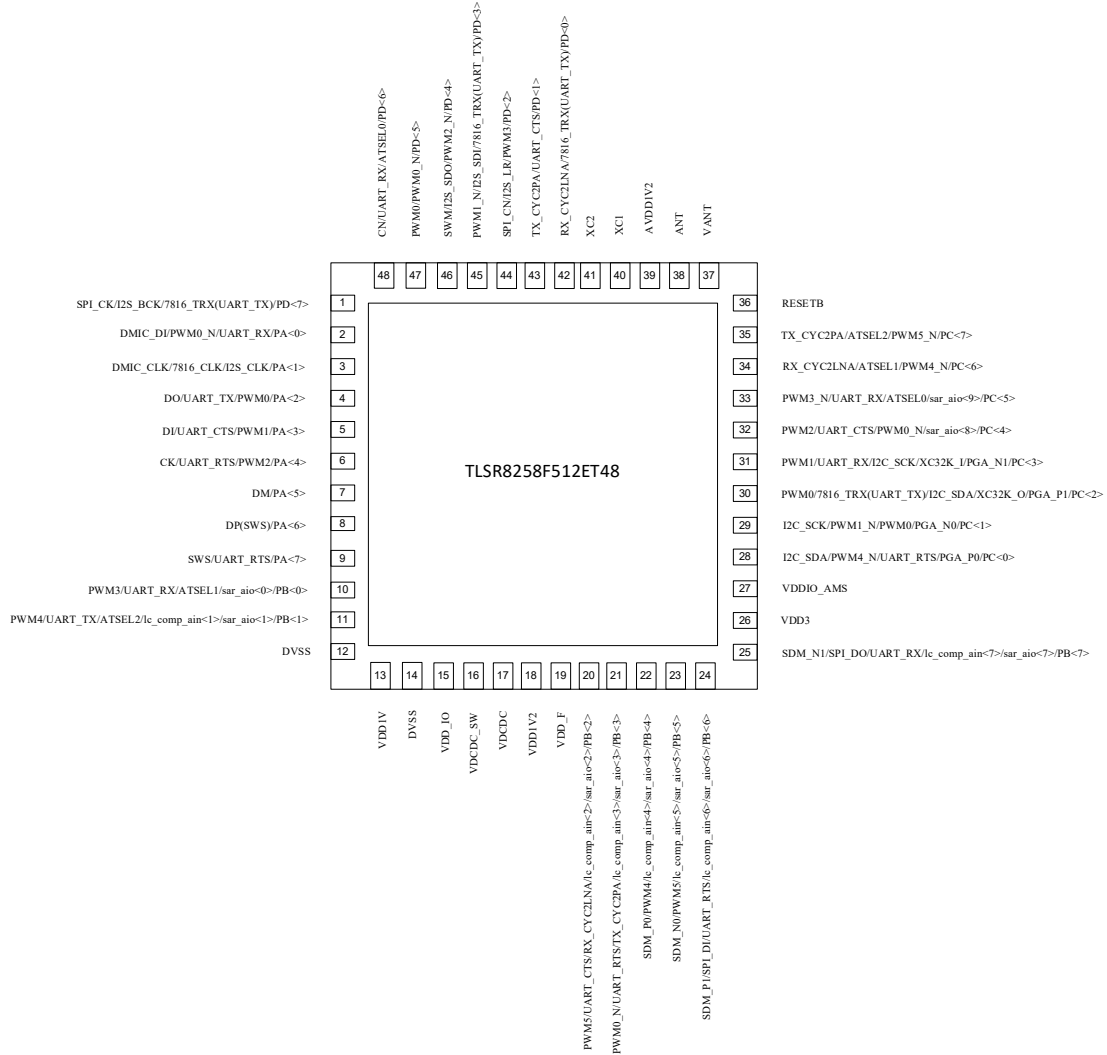 CN/UART_RX/ATSEL0/PD<6>
PWM0/PWM0_N/PD<5>
SWM/I2S_SDO/PWM2_N/PD<4>
PWM1_N/I2S_SDI/7816_TRX(UART_TX)/PD<3>
SPI_CN/I2S_LR/PWM3/PD<2>
TX_CYC2PA/UART_CTS/PD<1>
RX_CYC2LNA/7816_TRX(UART_TX)/PD<0>
XC2
XC1
AVDD1V2
ANT
VANT
48
47
46
45
44
43
42
41
40
39
38
37
SPI_CK/I2S_BCK/7816_TRX(UART_TX)/PD<7>
1
DMIC_DI/PWM0_N/UART_RX/PA<0>
2
DMIC_CLK/7816_CLK/I2S_CLK/PA<1>
3
DO/UART_TX/PWM0/PA<2>
4
DI/UART_CTS/PWM1/PA<3>
5
CK/UART_RTS/PWM2/PA<4>
6
DM/PA<5>
7
DP(SWS)/PA<6>
8
SWS/UART_RTS/PA<7>
9
PWM3/UART_RX/ATSEL1/sar_aio<0>/PB<0>
10
PWM4/UART_TX/ATSEL2/lc_comp_ain<1>/sar_aio<1>/PB<1>
11
DVSS
12
TLSR8258F512ET48
36
RESETB
35
TX_CYC2PA/ATSEL2/PWM5_N/PC<7>
34
RX_CYC2LNA/ATSEL1/PWM4_N/PC<6>
33
PWM3_N/UART_RX/ATSEL0/sar_aio<9>/PC<5>
32
PWM2/UART_CTS/PWM0_N/sar_aio<8>/PC<4>
31
PWM1/UART_RX/I2C_SCK/XC32K_I/PGA_N1/PC<3>
30
PWM0/7816_TRX(UART_TX)/I2C_SDA/XC32K_O/PGA_P1/PC<2>
29
I2C_SCK/PWM1_N/PWM0/PGA_N0/PC<1>
28
I2C_SDA/PWM4_N/UART_RTS/PGA_P0/PC<0>
27
VDDIO_AMS
26
VDD3
25
SDM_N1/SPI_DO/UART_RX/lc_comp_ain<7>/sar_aio<7>/PB<7>
13
14
15
16
17
18
19
20
21
22
23
24
VDD1V
DVSS
VDD_IO
VDCDC_SW
VDCDC
VDD1V2
VDD_F
PWM5/UART_CTS/RX_CYC2LNA/lc_comp_ain<2>/sar_aio<2>/PB<2>
PWM0_N/UART_RTS/TX_CYC2PA/lc_comp_ain<3>/sar_aio<3>/PB<3>
SDM_P0/PWM4/lc_comp_ain<4>/sar_aio<4>/PB<4>
SDM_N0/PWM5/lc_comp_ain<5>/sar_aio<5>/PB<5>
SDM_P1/SPI_DI/UART_RTS/lc_comp_ain<6>/sar_aio<6>/PB<6>